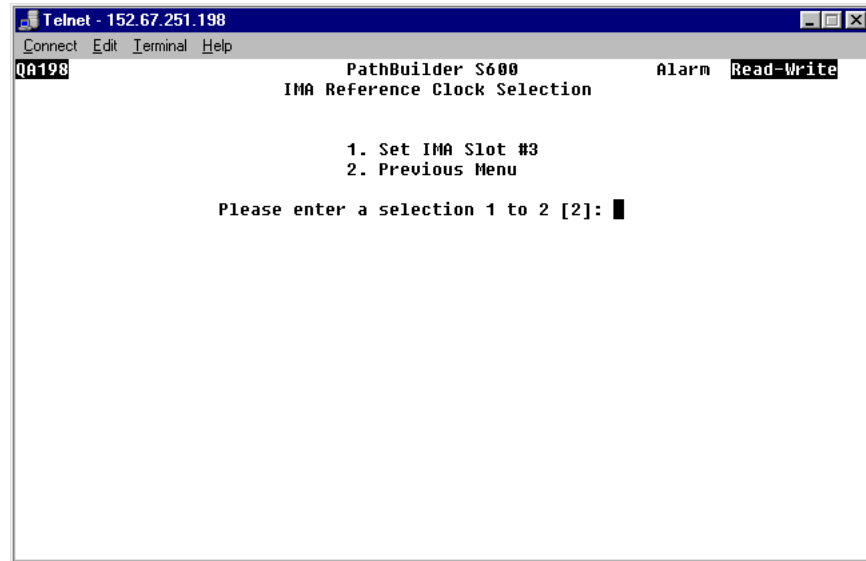 Telnet - 152.67.251.198
Connect Edit Terminal Help
QA198 PathBuilder S600 Alarm Read-Write
IMA Reference Clock Selection
1. Set IMA Slot #3
2. Previous Menu
Please enter a selection 1 to 2 [2]: